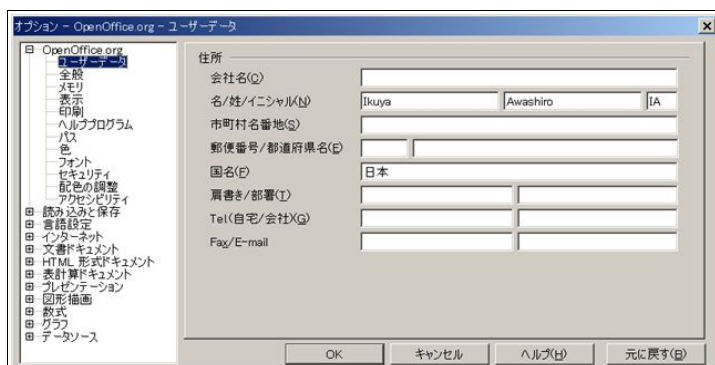 オプション - OpenOffice.org - ユーザーデータ
OpenOffice.org
ユーザーデータ
全般
メモリ
表示
印刷
ヘルププログラム
パス
色
フォント
セキュリティ
配色の調整
アクセシビリティ
読み込みと保存
言語設定
インターネット
文書ドキュメント
HTML 形式ドキュメント
表計算ドキュメント
プレゼンテーション
図形描画
数式
グラフ
データソース
住所
会社名(C)
名/姓/イニシャル(N) Ikuya Awashiro IA
市町村名番地(S)
郵便番号/都道府県名(E)
国名(F) 日本
肩書き/部署(T)
Tel(自宅/会社)(G)
Fax/E-mail
OK キャンセル ヘルプ(H) 元に戻す(B)